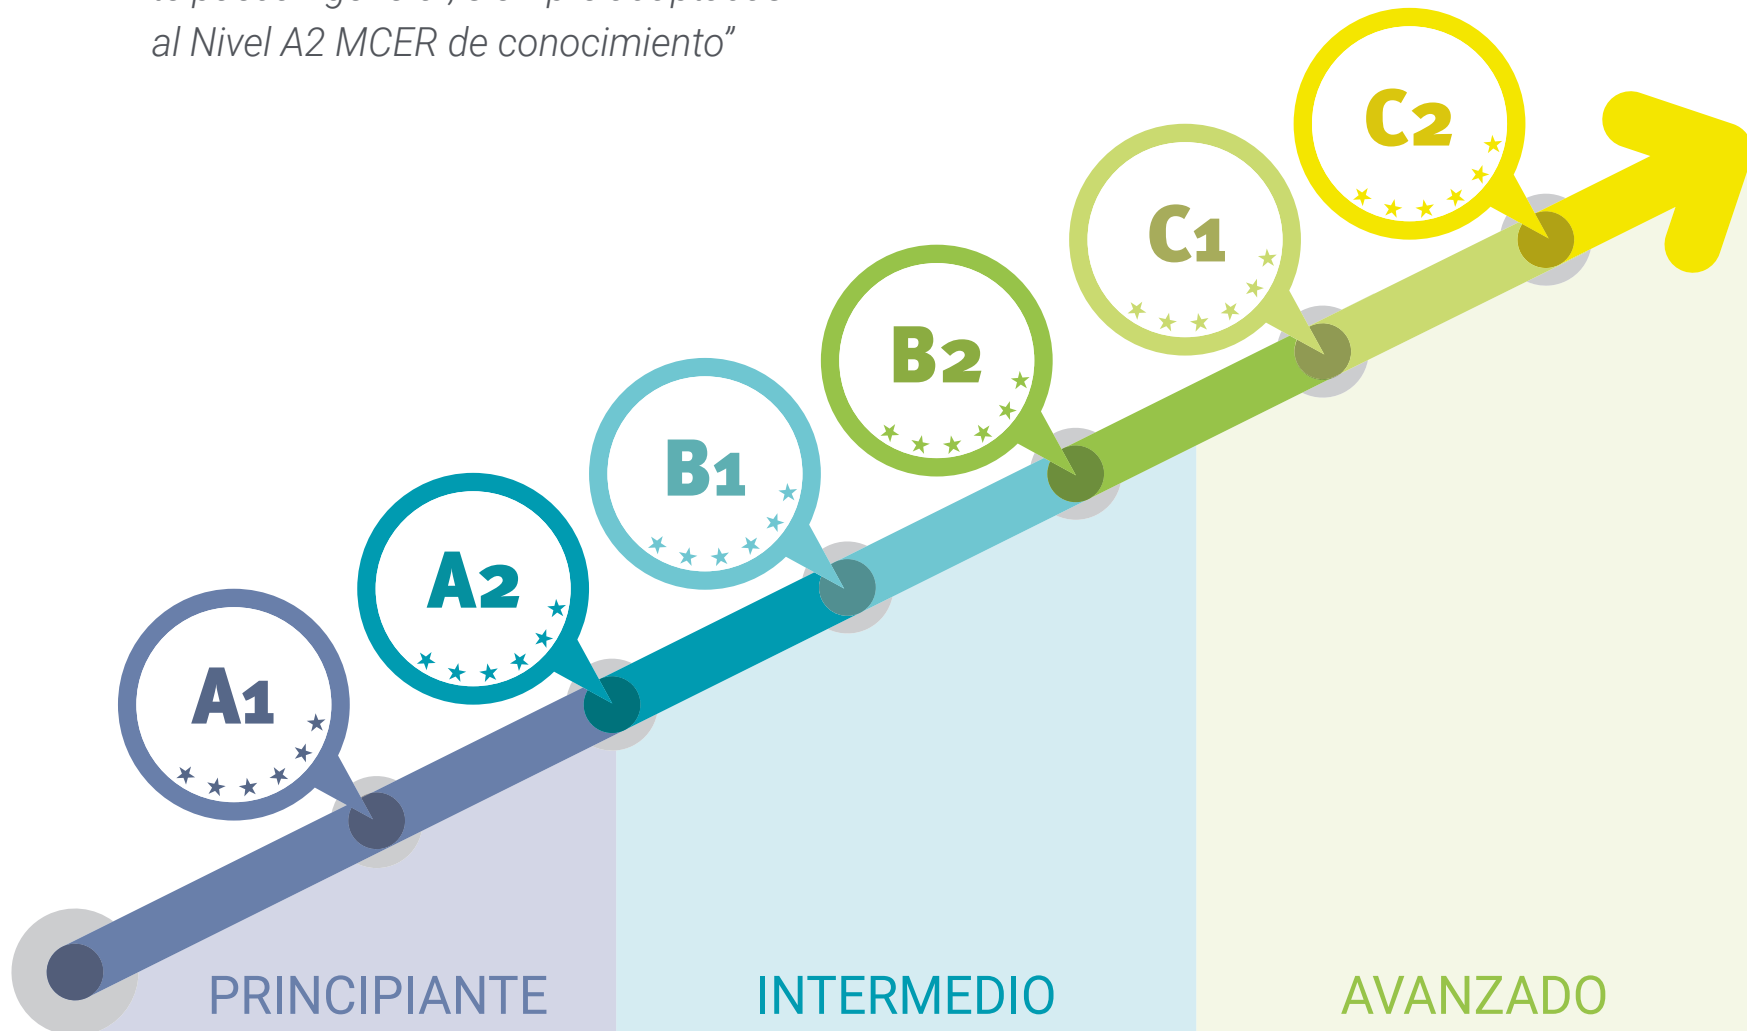 al Nivel A2 MCER de conocimiento”
C2
C1
B2
B1
A2
A1
PRINCIPIANTE
INTERMEDIO
AVANZADO